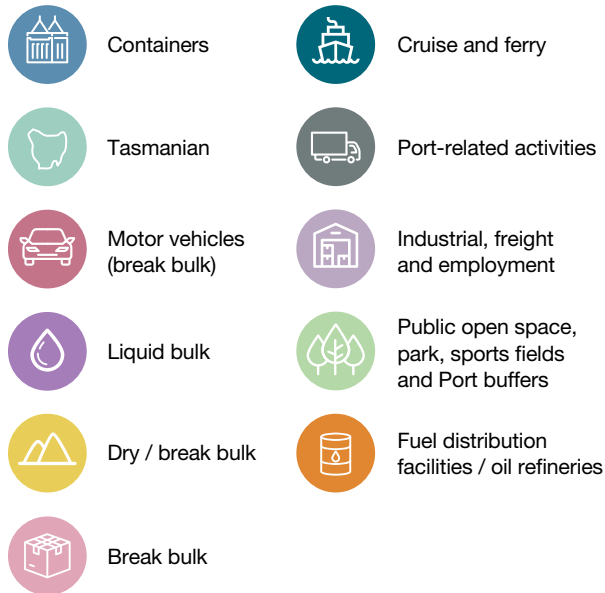 Containers
Tasmanian
Motor vehicles
(break bulk)
Liquid bulk
Dry / break bulk
Break bulk
Cruise and ferry
Port-related activities
Industrial, freight
and employment
Public open space,
park, sports fields
and Port buffers
Fuel distribution
facilities / oil refineries